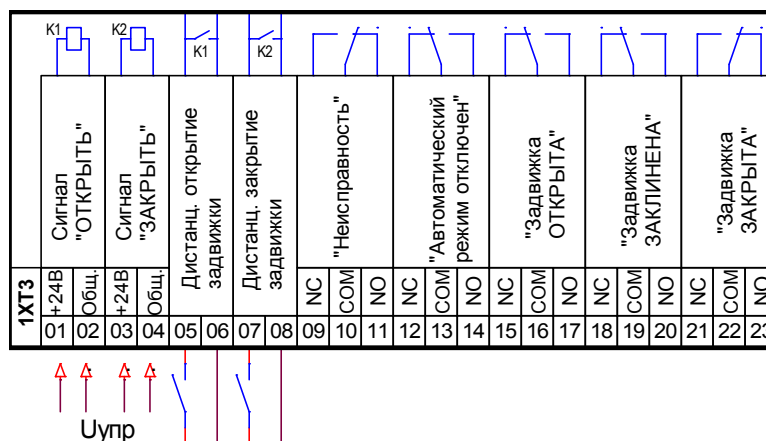 K1
K2
K1
K2
Сигнал
"ОТКРЫТЬ"
Сигнал
"ЗАКРЫТЬ"
Дистанц. открытие
задвижки
Дистанц. закрытие
задвижки
"Неисправность"
"Автоматический
режим отключен"
"Задвижка
ОТКРЫТА"
"Задвижка
ЗАКЛИНЕНА"
"Задвижка
ЗАКРЫТА"
1XT3
+24В Общ. +24В Общ. NC COM NO NC COM NO NC COM NO NC COM NO NC COM NO
01 02 03 04 05 06 07 08 09 10 11 12 13 14 15 16 17 18 19 20 21 22 23
Uупр